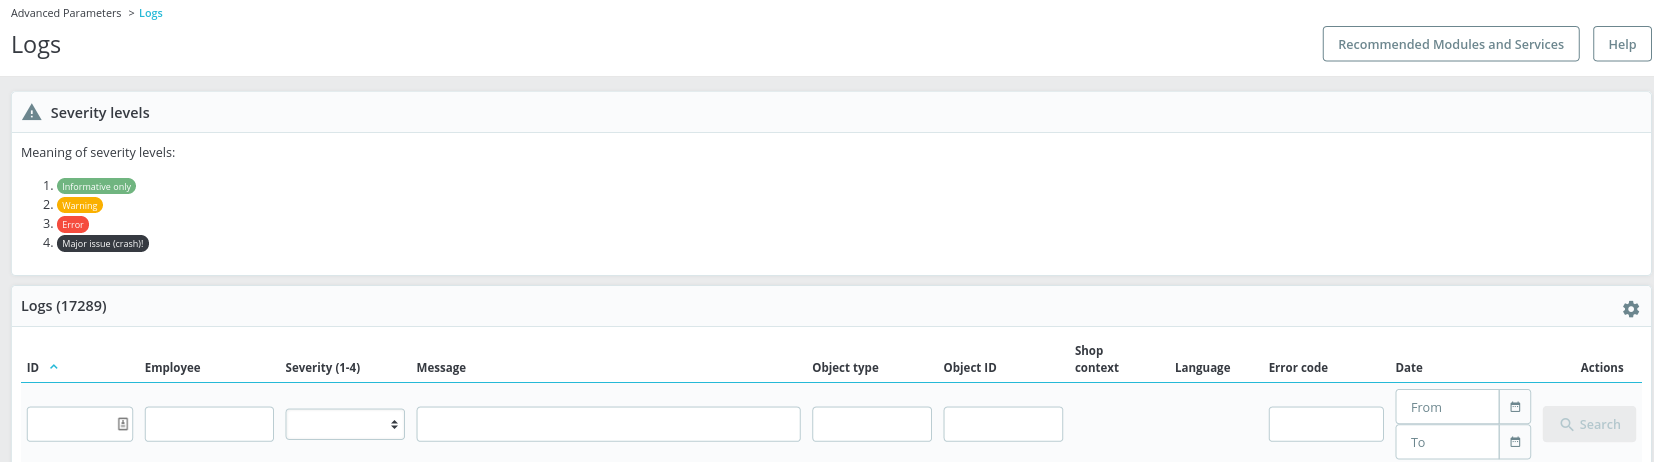 Advanced Parameters > Logs
Logs
Recommended Modules and Services
Help
Severity levels
Meaning of severity levels:
1. Informative only
2. Warning
3. Error
4. Major issue (crash)!
Logs (17289)
ID Employee Severity (1-4) Message Object type Object ID Shop context Language Error code Date Actions
From
To
Search